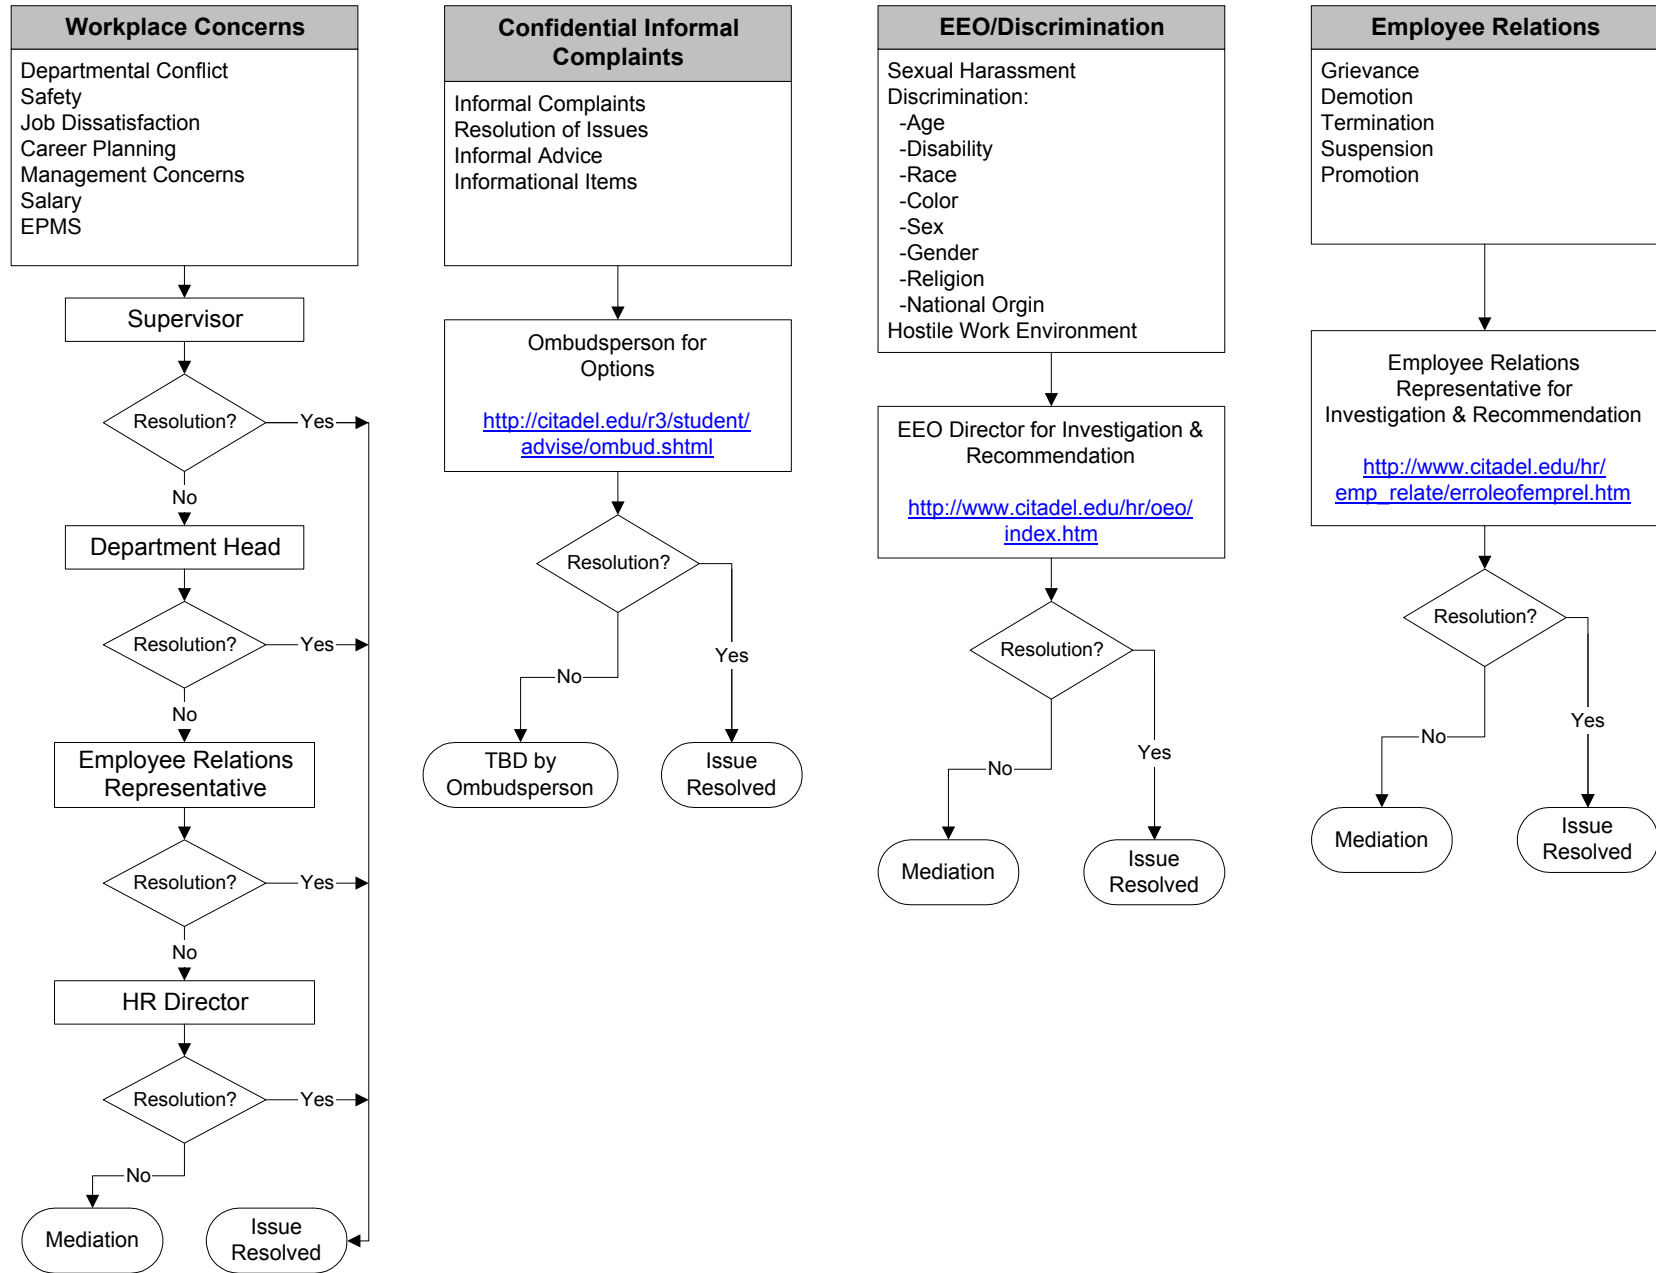 Workplace Concerns
Departmental Conflict
Safety
Job Dissatisfaction
Career Planning
Management Concerns
Salary
EPMS
Supervisor
Resolution?
Yes
No
Department Head
Resolution?
Yes
No
Employee Relations
Representative
Resolution?
Yes
No
HR Director
Resolution?
Yes
No
Mediation
Issue
Resolved
Confidential Informal
Complaints
Informal Complaints
Resolution of Issues
Informal Advice
Informational Items
Ombudsperson for
Options
http://citadel.edu/r3/student/
advise/ombud.shtml
Resolution?
Yes
No
TBD by
Ombudsperson
Issue
Resolved
EEO/Discrimination
Sexual Harassment
Discrimination:
-Age
-Disability
-Race
-Color
-Sex
-Gender
-Religion
-National Orgin
Hostile Work Environment
EEO Director for Investigation &
Recommendation
http://www.citadel.edu/hr/oeo/
index.htm
Resolution?
Yes
No
Mediation
Issue
Resolved
Employee Relations
Grievance
Demotion
Termination
Suspension
Promotion
Employee Relations
Representative for
Investigation & Recommendation
http://www.citadel.edu/hr/
emp_relate/erroleofemprel.htm
Resolution?
Yes
No
Mediation
Issue
Resolved